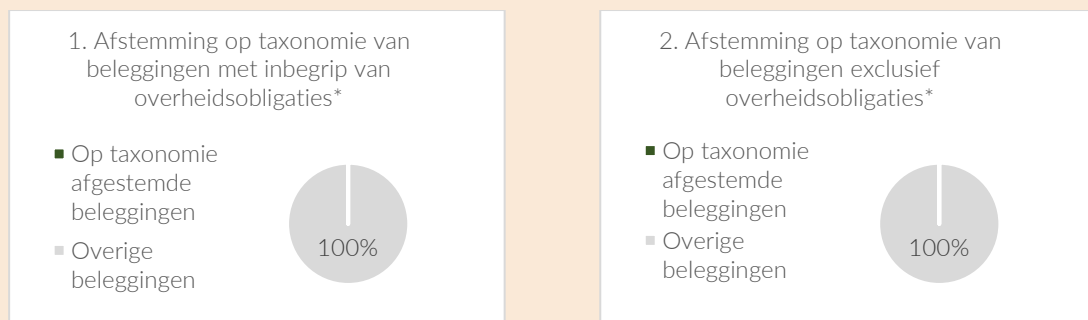 1. Afstemming op taxonomie van
beleggingen met inbegrip van
overheidsobligaties*
Op taxonomie
afgestemde
beleggingen
Overige
beleggingen
100%
2. Afstemming op taxonomie van
beleggingen exclusief
overheidsobligaties*
Op taxonomie
afgestemde
beleggingen
Overige
beleggingen
100%